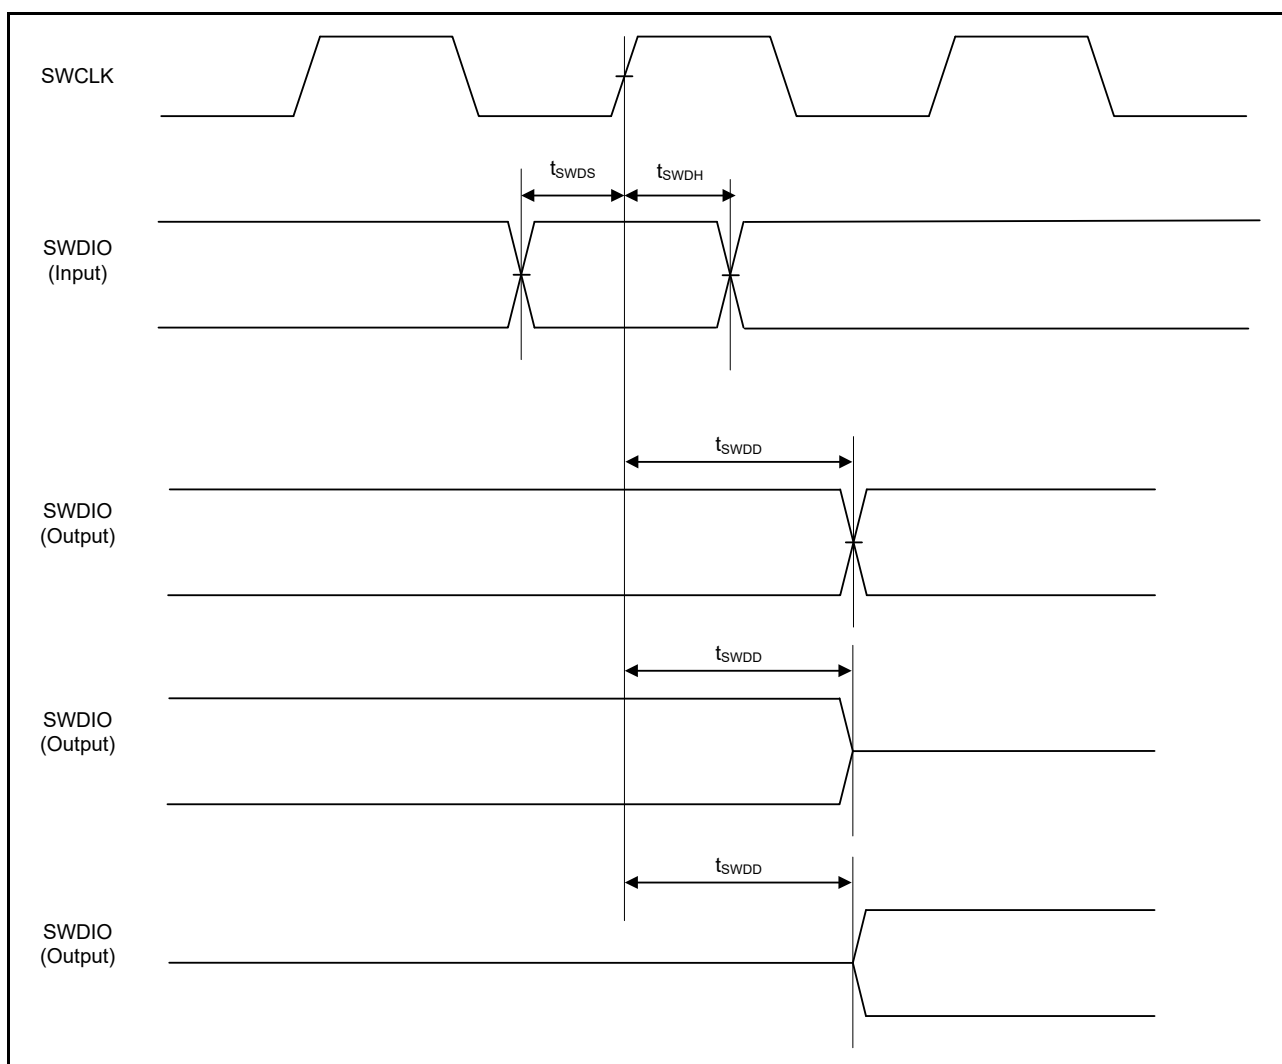 SWCLK
tSWDS
tSWDH
SWDIO
(Input)
tSWDD
SWDIO
(Output)
tSWDD
SWDIO
(Output)
tSWDD
SWDIO
(Output)